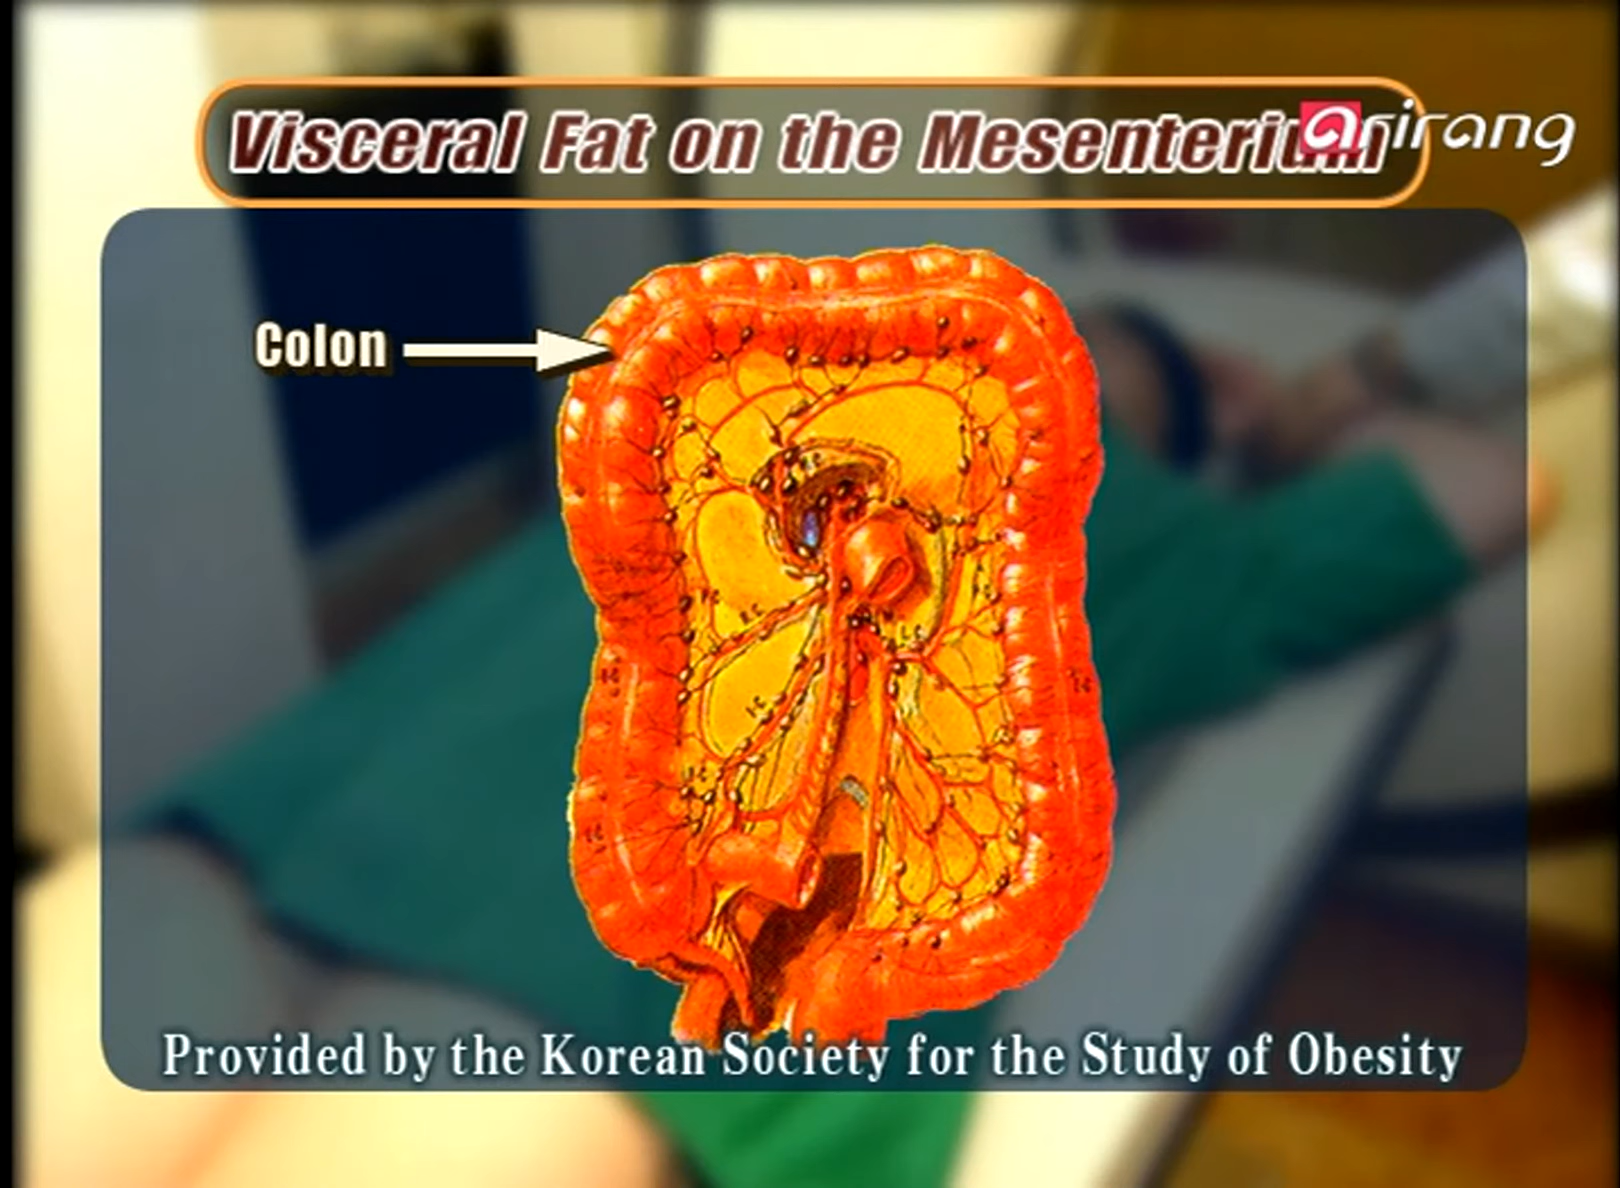 Visceral Fat on the Mesenterium
arirang
Colon
Provided by the Korean Society for the Study of Obesity